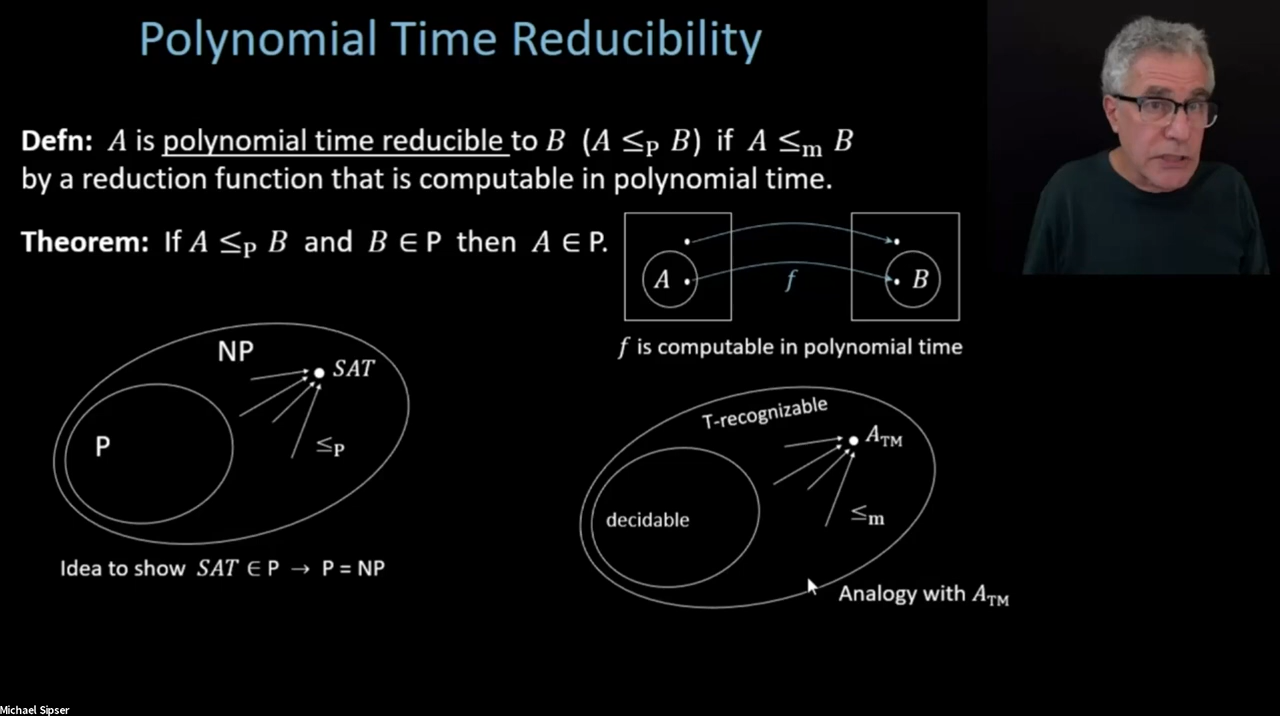 Polynomial Time Reducibility
Defn: A is polynomial time reducible to B (A ≤P B) if A ≤m B
by a reduction function that is computable in polynomial time.
Theorem: If A ≤P B and B ∈ P then A ∈ P.
A
f
B
f is computable in polynomial time
NP
SAT
P
≤P
Idea to show SAT ∈ P → P = NP
T-recognizable
ATM
decidable
≤m
Analogy with ATM
Michael Sipser